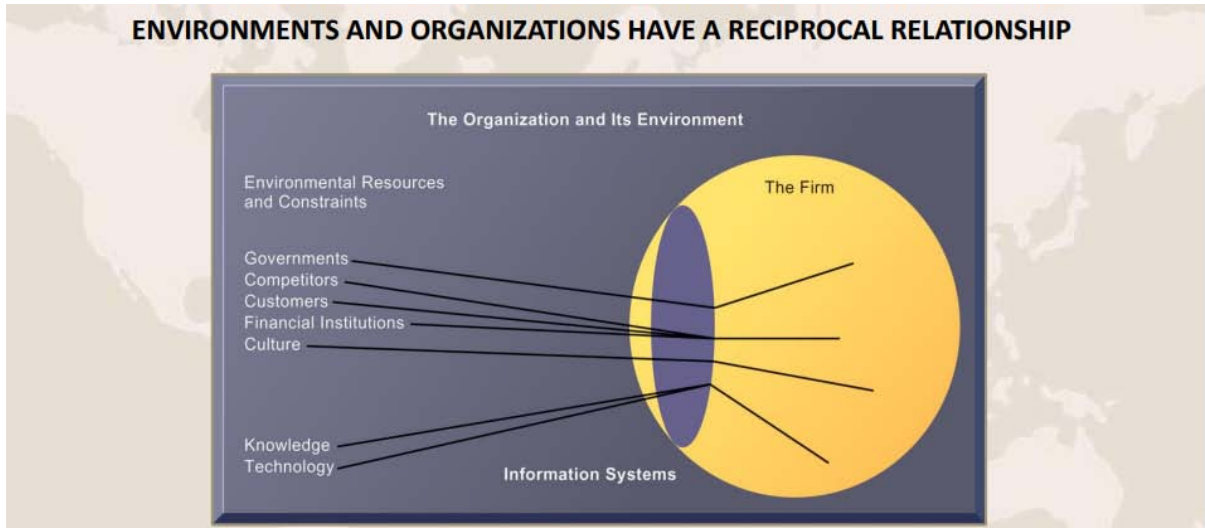 ENVIRONMENTS AND ORGANIZATIONS HAVE A RECIPROCAL RELATIONSHIP
The Organization and Its Environment
Environmental Resources
and Constraints
The Firm
Governments
Competitors
Customers
Financial Institutions
Culture
Knowledge
Technology
Information Systems